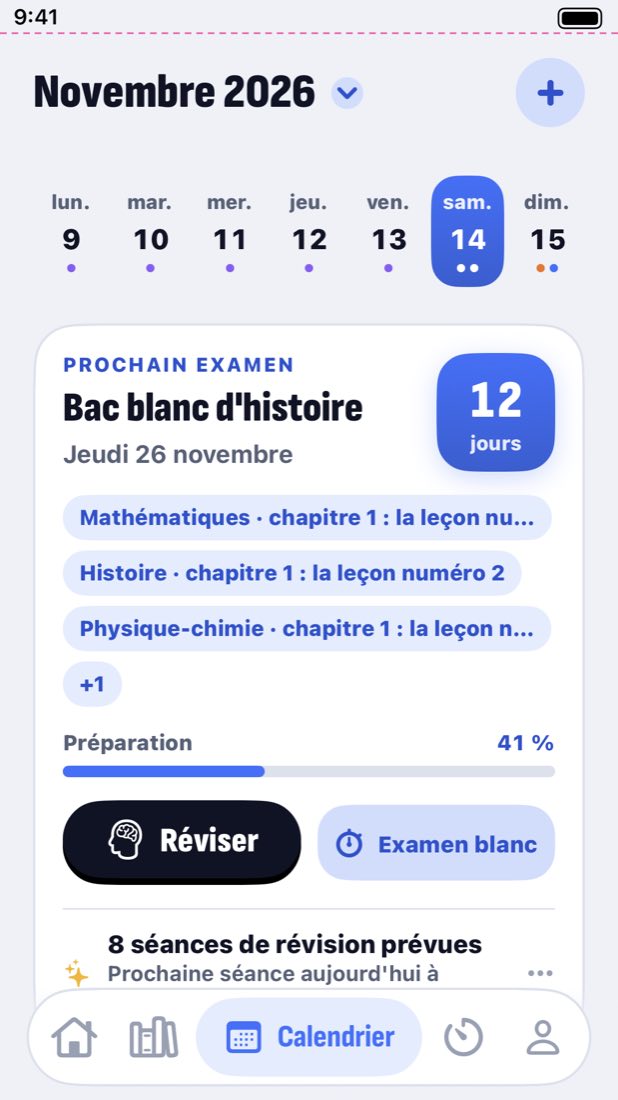 9:41
Novembre 2026
lun. mar. mer. jeu. ven. sam. dim.
9 10 11 12 13 14 15
PROCHAIN EXAMEN
Bac blanc d'histoire
Jeudi 26 novembre
12
jours
Mathématiques · chapitre 1 : la leçon nu...
Histoire · chapitre 1 : la leçon numéro 2
Physique-chimie · chapitre 1 : la leçon n...
+1
Préparation 41 %
Réviser
Examen blanc
8 séances de révision prévues
Prochaine séance aujourd'hui à
Calendrier